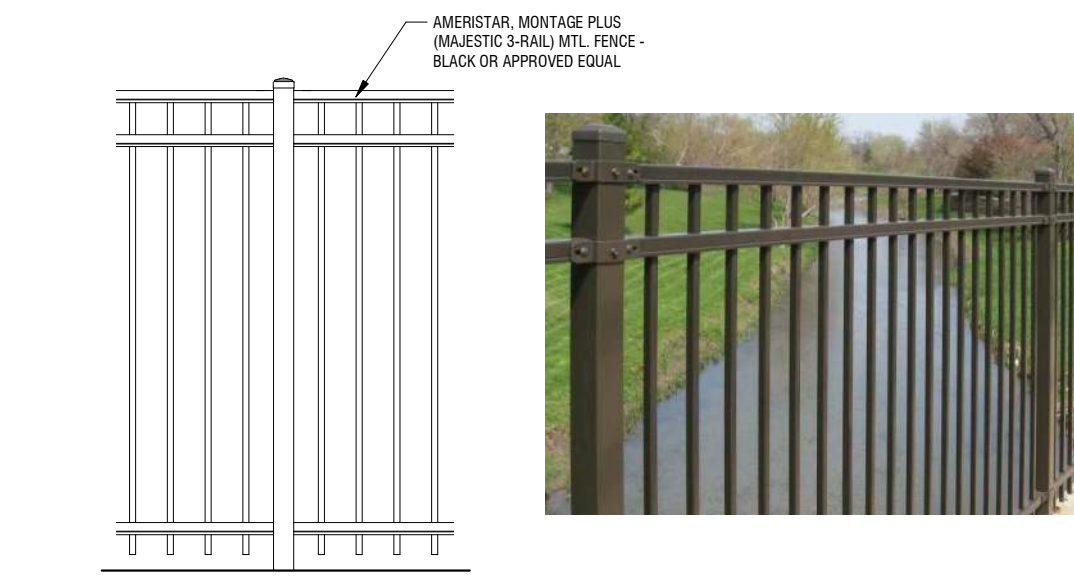 AMERISTAR, MONTAGE PLUS
(MAJESTIC 3-RAIL) MTL. FENCE -
BLACK OR APPROVED EQUAL